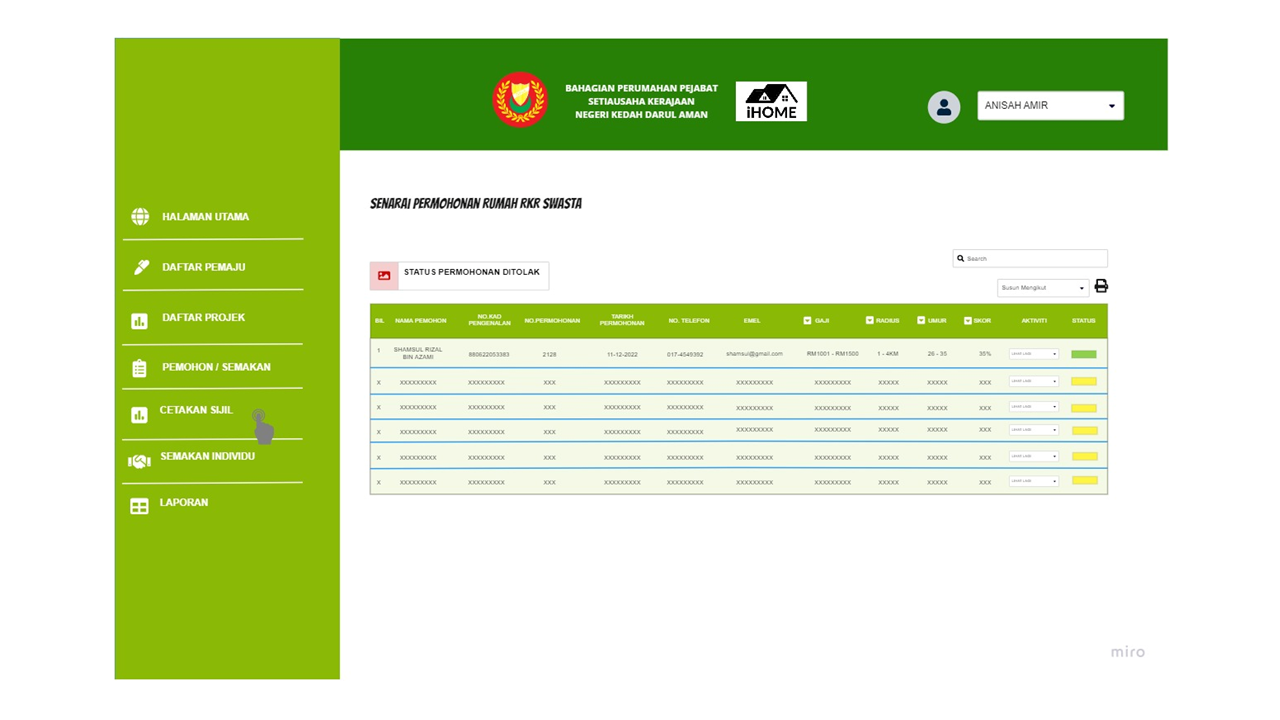 BAHAGIAN PERUMAHAN PEJABAT
SETIAUSAHA KERAJAAN
NEGERI KEDAH DARUL AMAN
iHOME
ANISAH AMIR
HALAMAN UTAMA
DAFTAR PEMAJU
DAFTAR PROJEK
PEMOHON / SEMAKAN
CETAKAN SIJIL
SEMAKAN INDIVIDU
LAPORAN
SENARAI PERMOHONAN RUMAH RKR SWASTA
Search
STATUS PERMOHONAN DITOLAK
Susun Mengikut
BIL NAMA PEMOHON NO.KAD PENGENALAN NO.PERMOHONAN TARIKH PERMOHONAN NO. TELEFON EMEL GAJI RADIUS UMUR SKOR AKTIVITI STATUS
1 SHAMSUL RIZAL BIN AZAMI 880622053383 2128 11-12-2022 017-4549392 shamsul@gmail.com RM1001 - RM1500 1 - 4KM 26 - 35 35%
X XXXXXXXXX XXXXXXXXX XXX XXXXXXXXX XXXXXXXXX XXXXXXXXX XXXXXXXXX XXXXX XXXXX XXX
X XXXXXXXXX XXXXXXXXX XXX XXXXXXXXX XXXXXXXXX XXXXXXXXX XXXXXXXXX XXXXX XXXXX XXX
X XXXXXXXXX XXXXXXXXX XXX XXXXXXXXX XXXXXXXXX XXXXXXXXX XXXXXXXXX XXXXX XXXXX XXX
X XXXXXXXXX XXXXXXXXX XXX XXXXXXXXX XXXXXXXXX XXXXXXXXX XXXXXXXXX XXXXX XXXXX XXX
X XXXXXXXXX XXXXXXXXX XXX XXXXXXXXX XXXXXXXXX XXXXXXXXX XXXXXXXXX XXXXX XXXXX XXX
miro